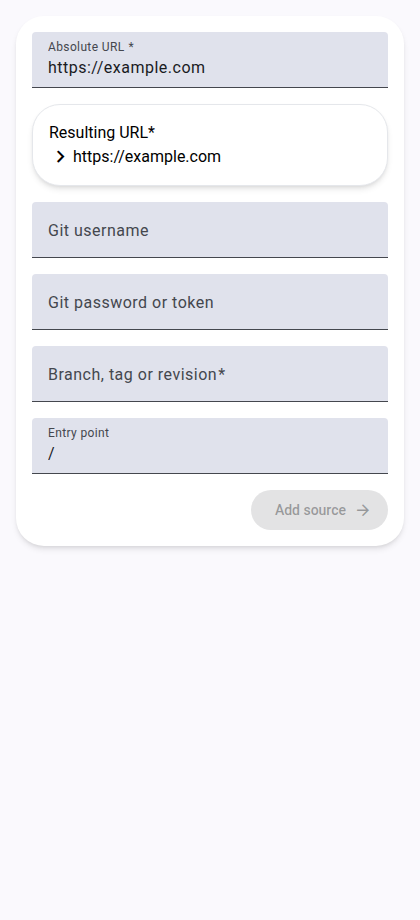 Absolute URL *
https://example.com
Resulting URL*
https://example.com
Git username
Git password or token
Branch, tag or revision*
Entry point
/
Add source